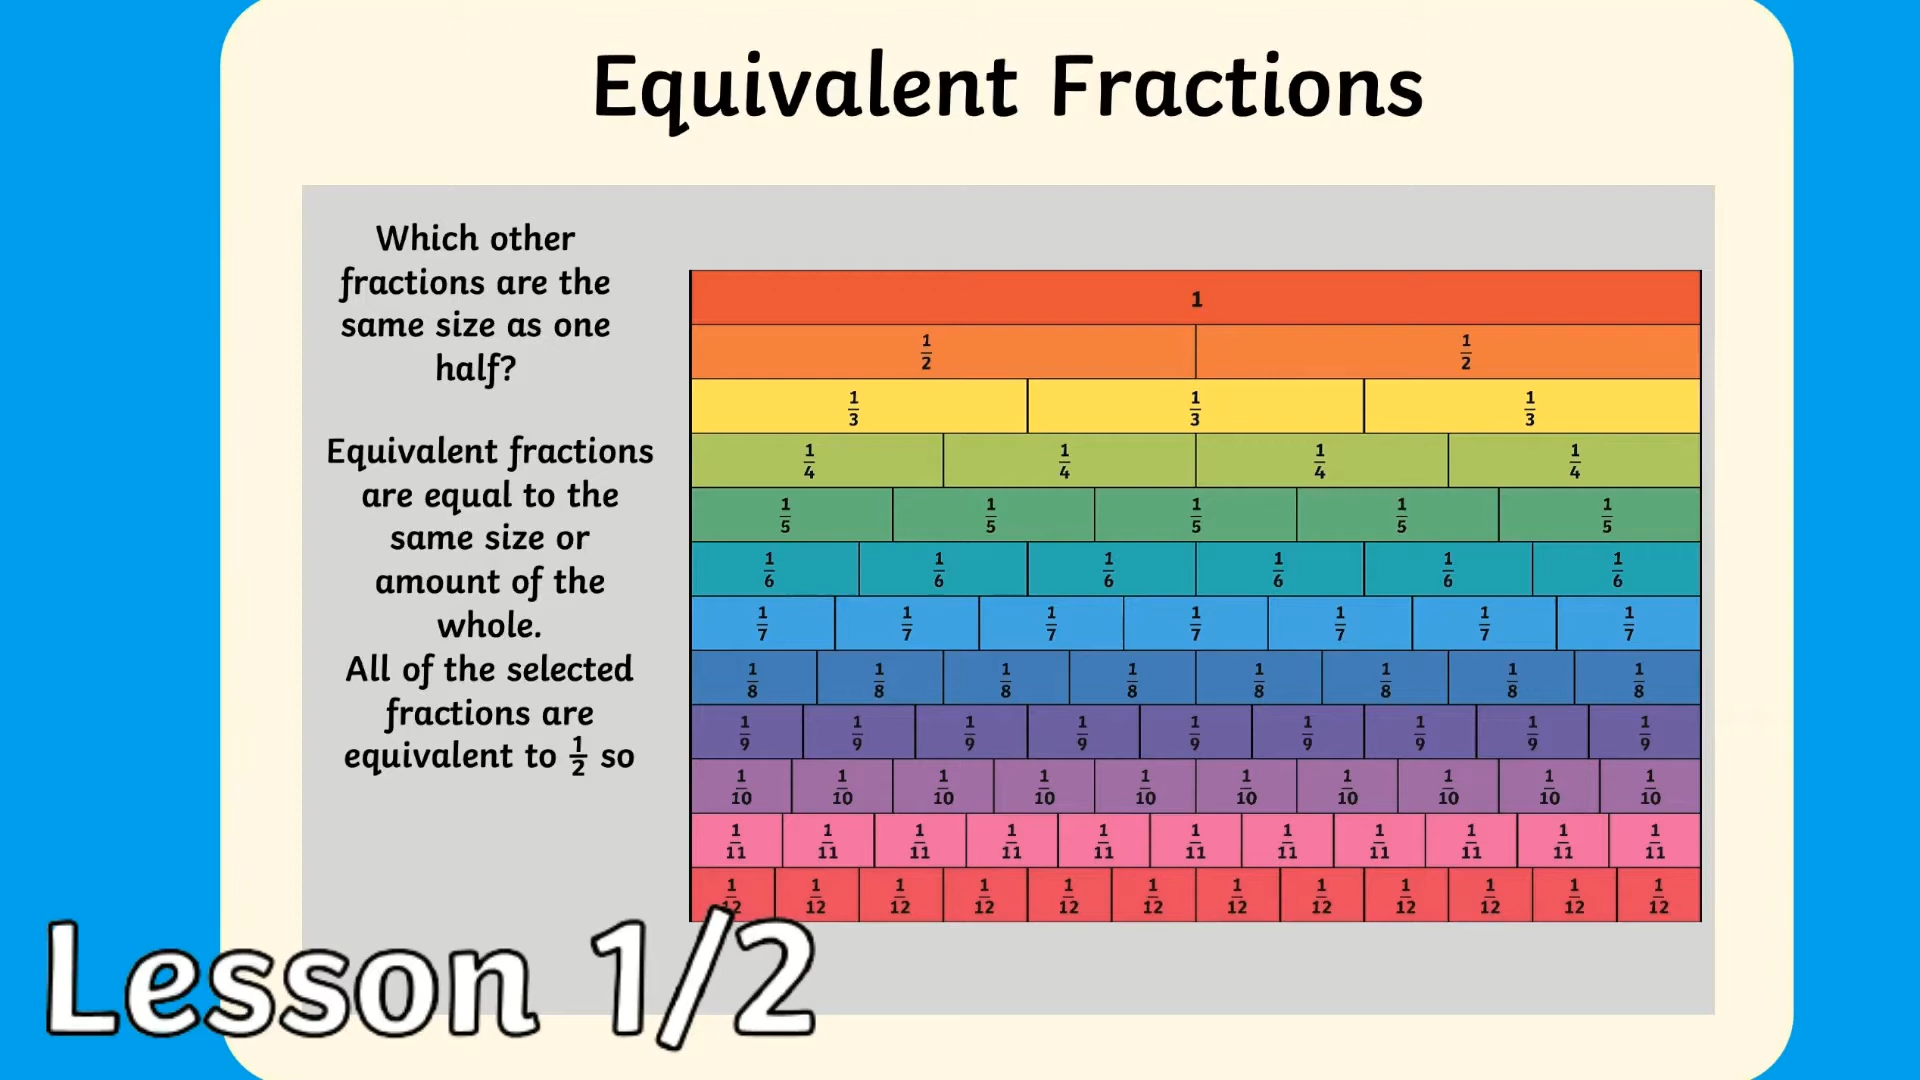 Equivalent Fractions
Which other
fractions are the
same size as one
half?
Equivalent fractions
are equal to the
same size or
amount of the
whole.
All of the selected
fractions are
equivalent to 1/2 so
1
1/2 1/2
1/3 1/3 1/3
1/4 1/4 1/4 1/4
1/5 1/5 1/5 1/5 1/5
1/6 1/6 1/6 1/6 1/6 1/6
1/7 1/7 1/7 1/7 1/7 1/7 1/7
1/8 1/8 1/8 1/8 1/8 1/8 1/8 1/8
1/9 1/9 1/9 1/9 1/9 1/9 1/9 1/9 1/9
1/10 1/10 1/10 1/10 1/10 1/10 1/10 1/10 1/10 1/10
1/11 1/11 1/11 1/11 1/11 1/11 1/11 1/11 1/11 1/11 1/11
1/12 1/12 1/12 1/12 1/12 1/12 1/12 1/12 1/12 1/12 1/12 1/12
Lesson 1/2